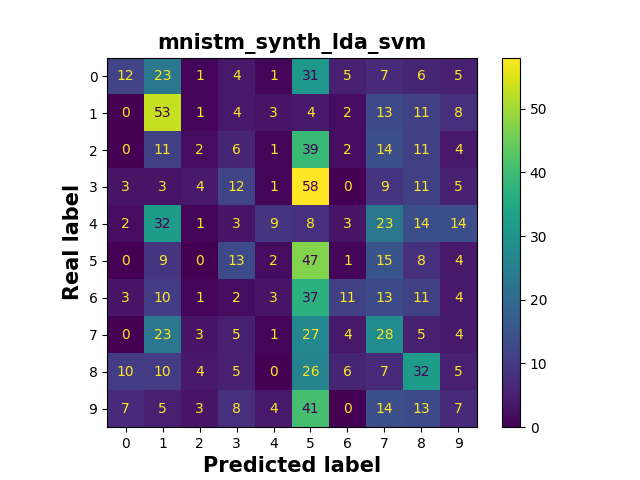 mnistm_synth_lda_svm
0 12 23 1 4 1 31 5 7 6 5
1 0 53 1 4 3 4 2 13 11 8
2 0 11 2 6 1 39 2 14 11 4
3 3 3 4 12 1 58 0 9 11 5
4 2 32 1 3 9 8 3 23 14 14
5 0 9 0 13 2 47 1 15 8 4
6 3 10 1 2 3 37 11 13 11 4
7 0 23 3 5 1 27 4 28 5 4
8 10 10 4 5 0 26 6 7 32 5
9 7 5 3 8 4 41 0 14 13 7
0 1 2 3 4 5 6 7 8 9
Real label
Predicted label
50
40
30
20
10
0